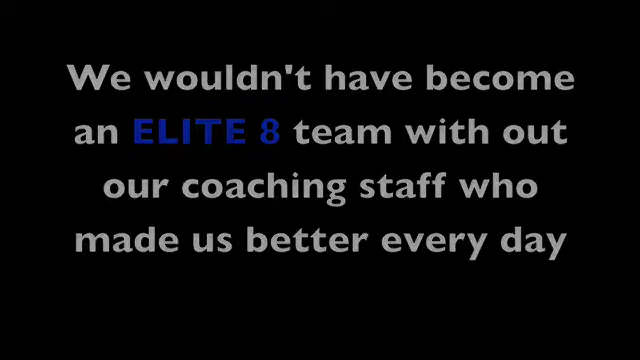 We wouldn't have become
an ELITE 8 team with out
our coaching staff who
made us better every day